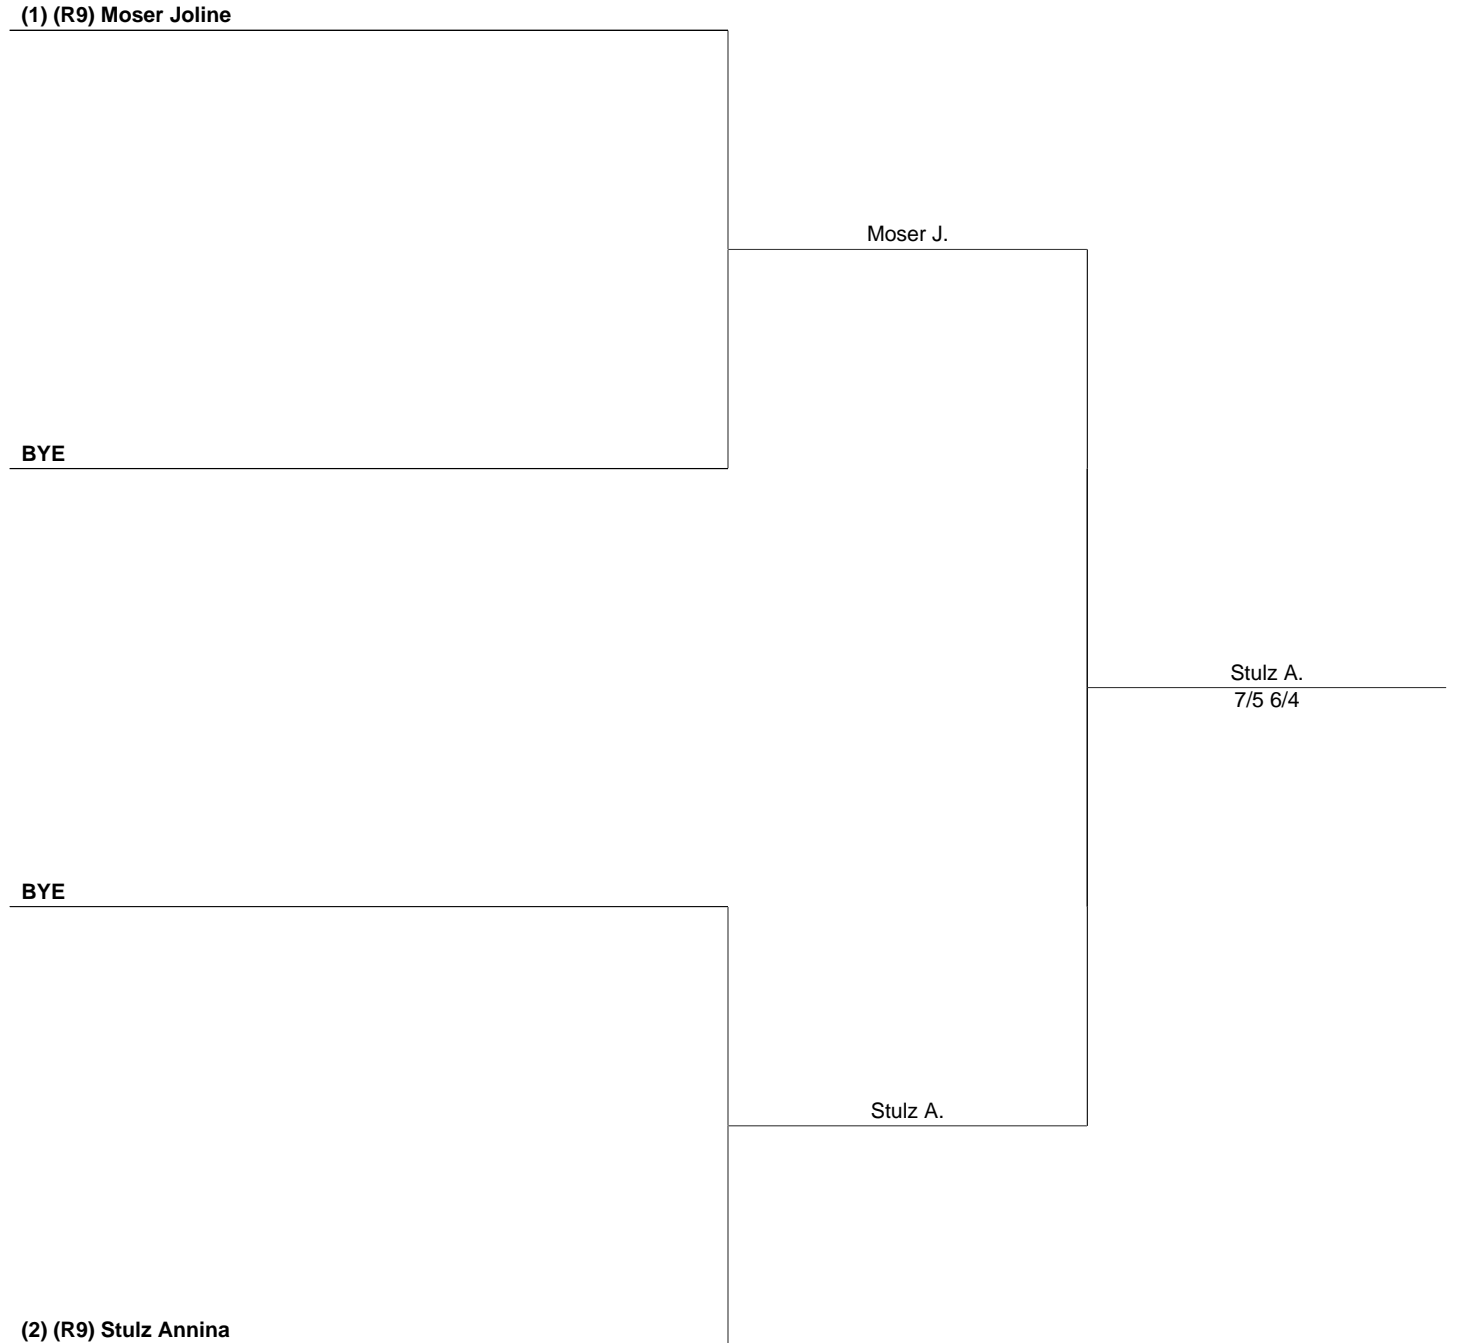 (1) (R9) Moser Joline
Moser J.
BYE
Stulz A.
7/5 6/4
BYE
Stulz A.
(2) (R9) Stulz Annina